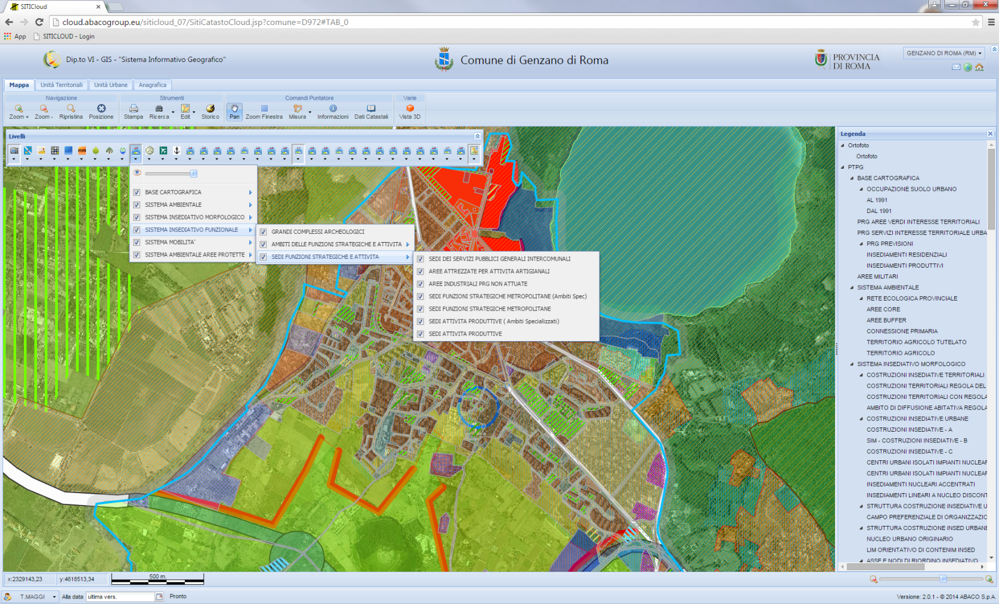 SITICloud
cloud.abacogroup.eu/siticloud_07/SitiCatastoCloud.jsp?comune=D972#TAB_0
App SITICLOUD - Login
Dip.to VI - GIS - "Sistema Informativo Geografico"
Comune di Genzano di Roma
PROVINCIA
DI ROMA
GENZANO DI ROMA (RM)
Mappa Unità Territoriali Unità Urbane Anagrafica
Navigazione Strumenti Comandi Puntatore Varie
Zoom + Zoom - Ripristina Posizione Stampa Ricerca Edit Storico Pan Zoom Finestra Misura Informazioni Dati Catastali Vista 3D
Livelli
BASE CARTOGRAFICA
SISTEMA AMBIENTALE
SISTEMA INSEDIATIVO MORFOLOGICO
SISTEMA INSEDIATIVO FUNZIONALE
SISTEMA MOBILITA'
SISTEMA AMBIENTALE AREE PROTETTE
GRANDI COMPLESSI ARCHEOLOGICI
AMBITI DELLE FUNZIONI STRATEGICHE E ATTIVITA
SEDI FUNZIONI STRATEGICHE E ATTIVITA
SEDI DEI SERVIZI PUBBLICI GENERALI INTERCOMUNALI
AREE ATTREZZATE PER ATTIVITA ARTIGIANALI
AREE INDUSTRIALI PRG NON ATTUATE
SEDI FUNZIONI STRATEGICHE METROPOLITANE (Ambiti Spec)
SEDI FUNZIONI STRATEGICHE METROPOLITANE
SEDI ATTIVITA PRODUTTIVE ( Ambiti Specializzati)
SEDI ATTIVITA PRODUTTIVE
Legenda
Ortofoto
Ortofoto
PTPG
BASE CARTOGRAFICA
OCCUPAZIONE SUOLO URBANO
AL 1991
DAL 1991
PRG AREE VERDI INTERESSE TERRITORIALI
PRG SERVIZI INTERESSE TERRITORIALE URBA
PRG PREVISIONI
INSEDIAMENTI RESIDENZIALI
INSEDIAMENTI PRODUTTIVI
AREE MILITARI
SISTEMA AMBIENTALE
RETE ECOLOGICA PROVINCIALE
AREE CORE
AREE BUFFER
CONNESSIONE PRIMARIA
TERRITORIO AGRICOLO TUTELATO
TERRITORIO AGRICOLO
SISTEMA INSEDIATIVO MORFOLOGICO
COSTRUZIONI INSEDIATIVE TERRITORIALI
COSTRUZIONI TERRITORIALI REGOLA DEL
COSTRUZIONI TERRITORIALI CON REGOLA
AMBITO DI DIFFUSIONE ABITATIVA REGOLA
COSTRUZIONI INSEDIATIVE URBANE
COSTRUZIONI INSEDIATIVE - A
SIM - COSTRUZIONI INSEDIATIVE - B
COSTRUZIONI INSEDIATIVE - C
CENTRI URBANI ISOLATI IMPIANTI NUCLEAR
CENTRI URBANI ISOLATI IMPIANTI NUCLEAR
INSEDIAMENTI NUCLEARI ACCENTRATI
INSEDIAMENTI LINEARI A NUCLEO DISCONT
STRUTTURA COSTRUZIONE INSEDIATIVE U
CAMPO PREFERENZIALE DI ORGANIZZAZIC
STRUTTURA COSTRUZIONE INSED URBANE
NUCLEO URBANO ORIGINARIO
LIM ORIENTATIVO DI CONTENIM INSED
ASSE E NODI DI RIORDINO INSEDIATIVO
x:2329143,23 y:4618513,34 500 m.
T.MAGGI Alla data ultima vers. Pronto
Versione: 2.0.1 - © 2014 ABACO S.p.A.